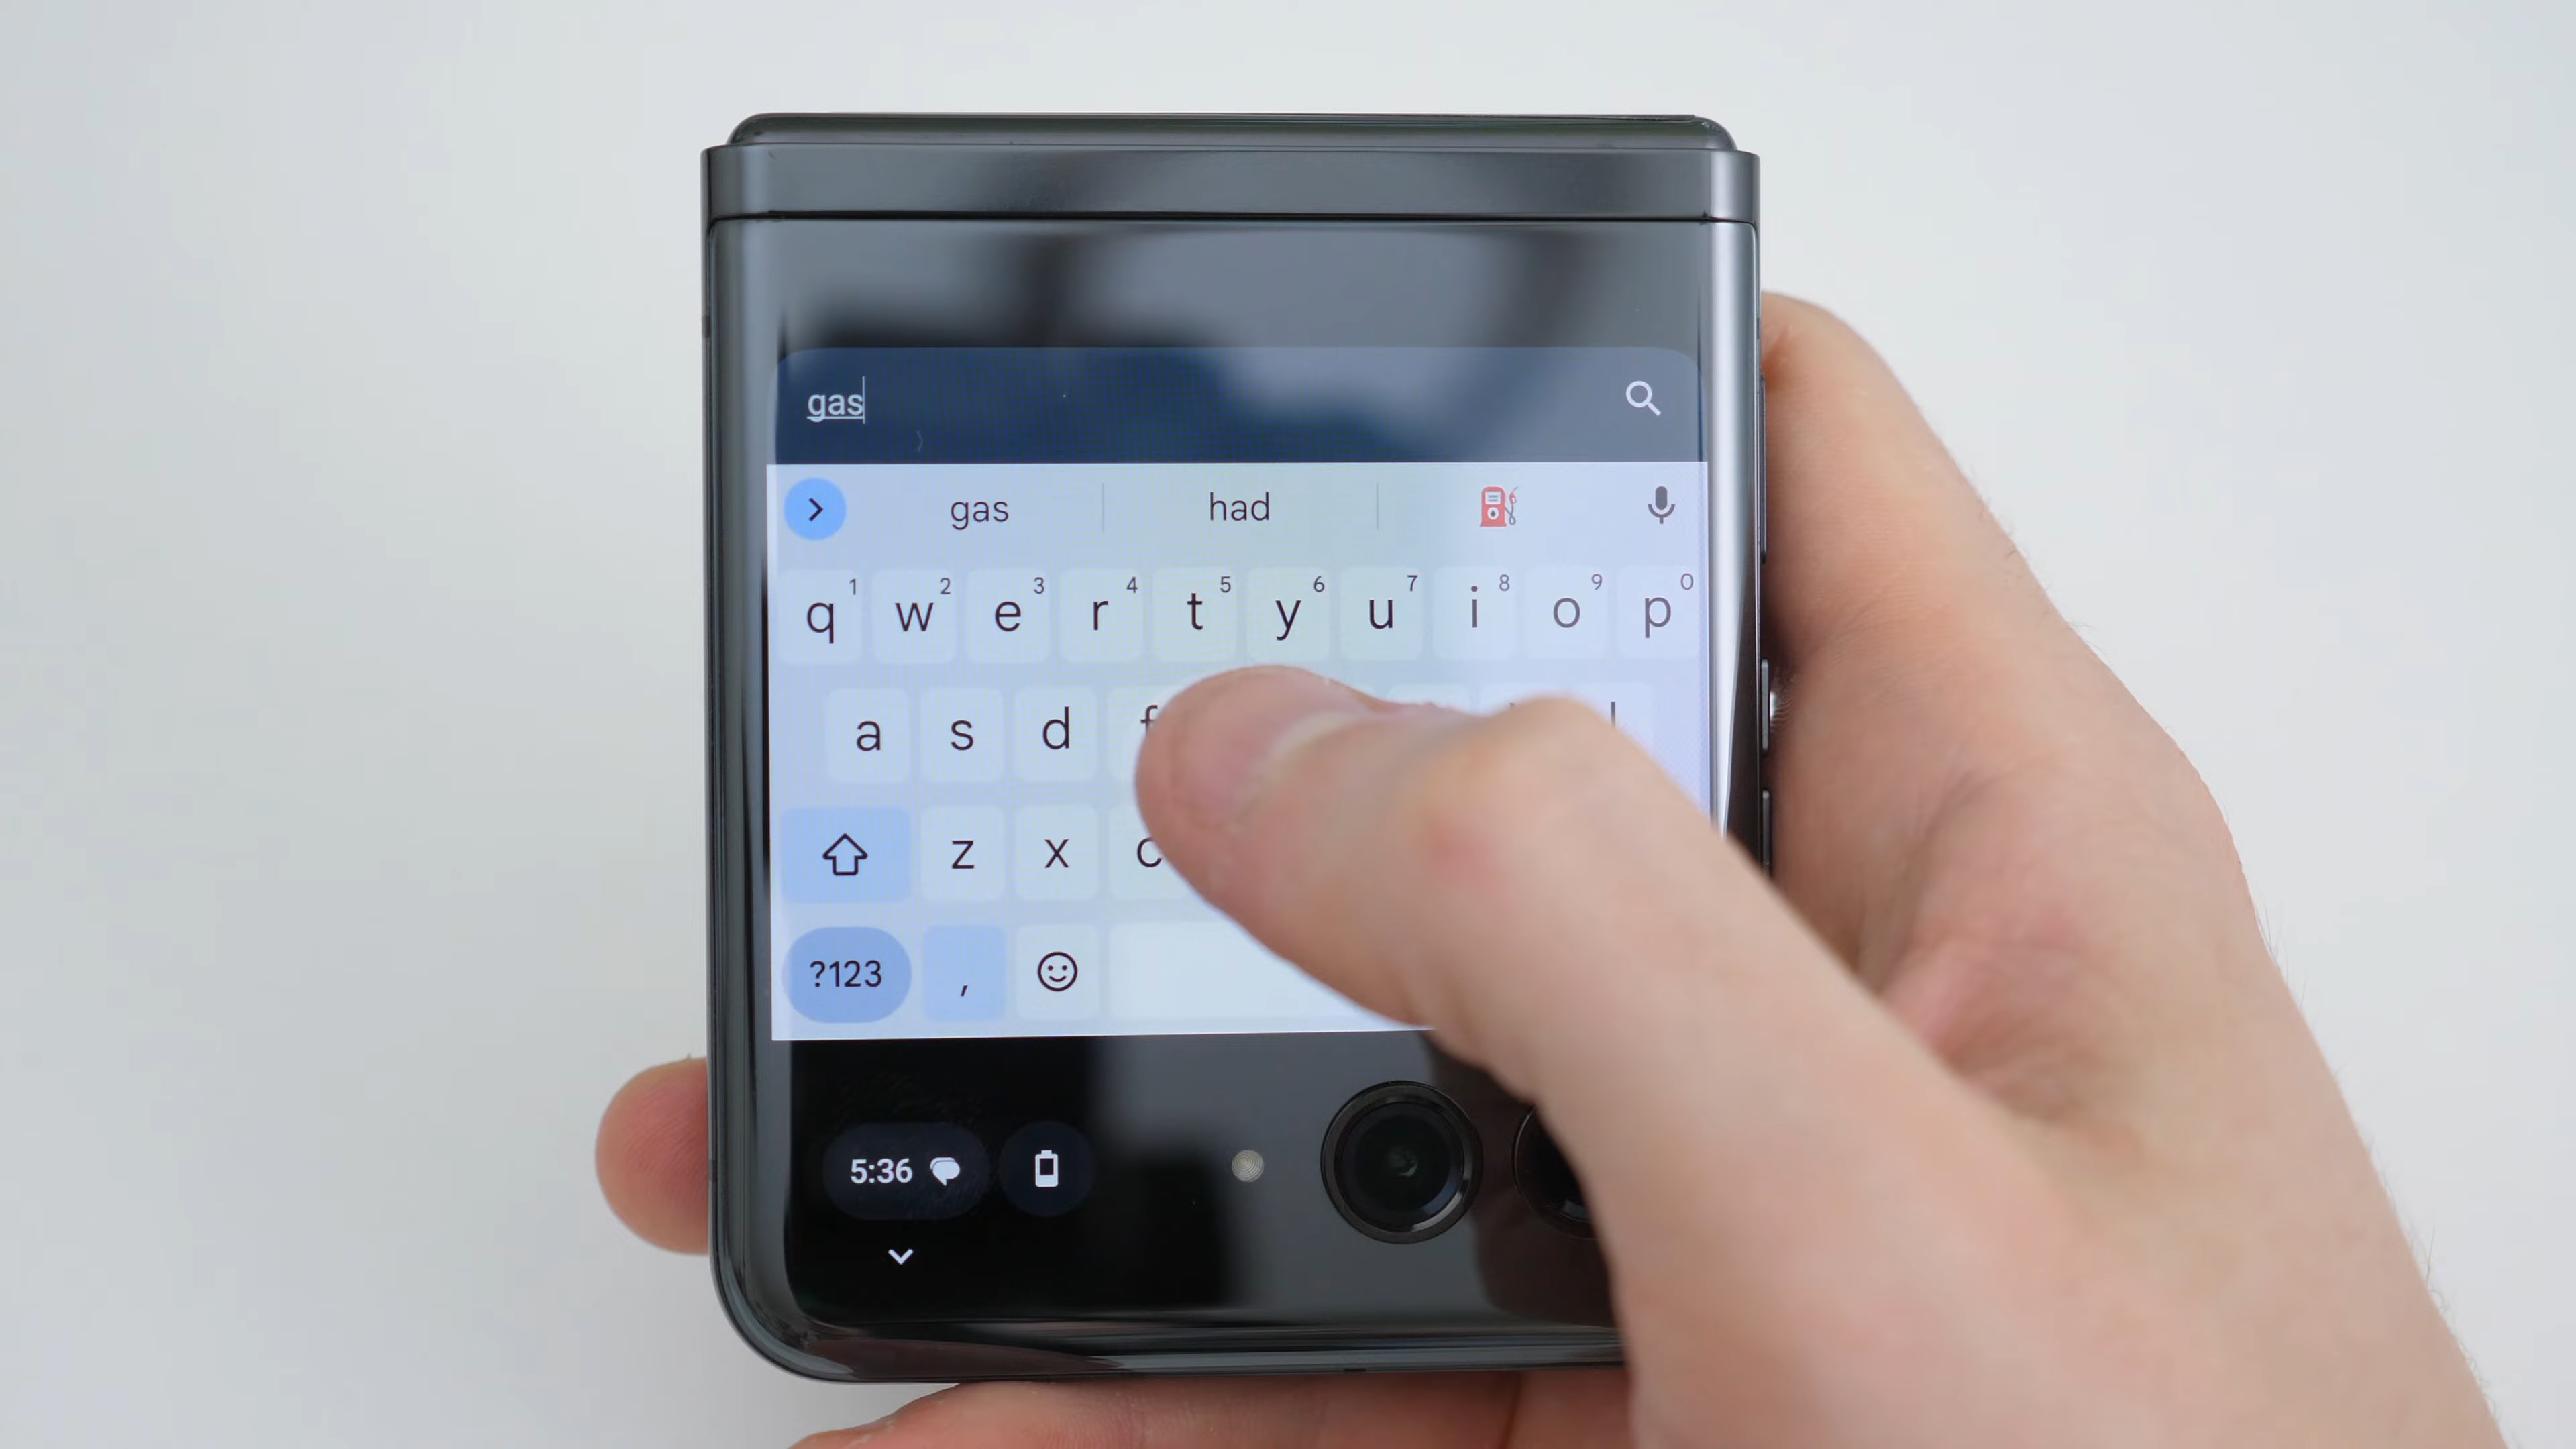 gas
gas had
q1 w2 e3 r4 t5 y6 u7 i8 o9 p0
a s d f l
z x c
?123 ,
5:36